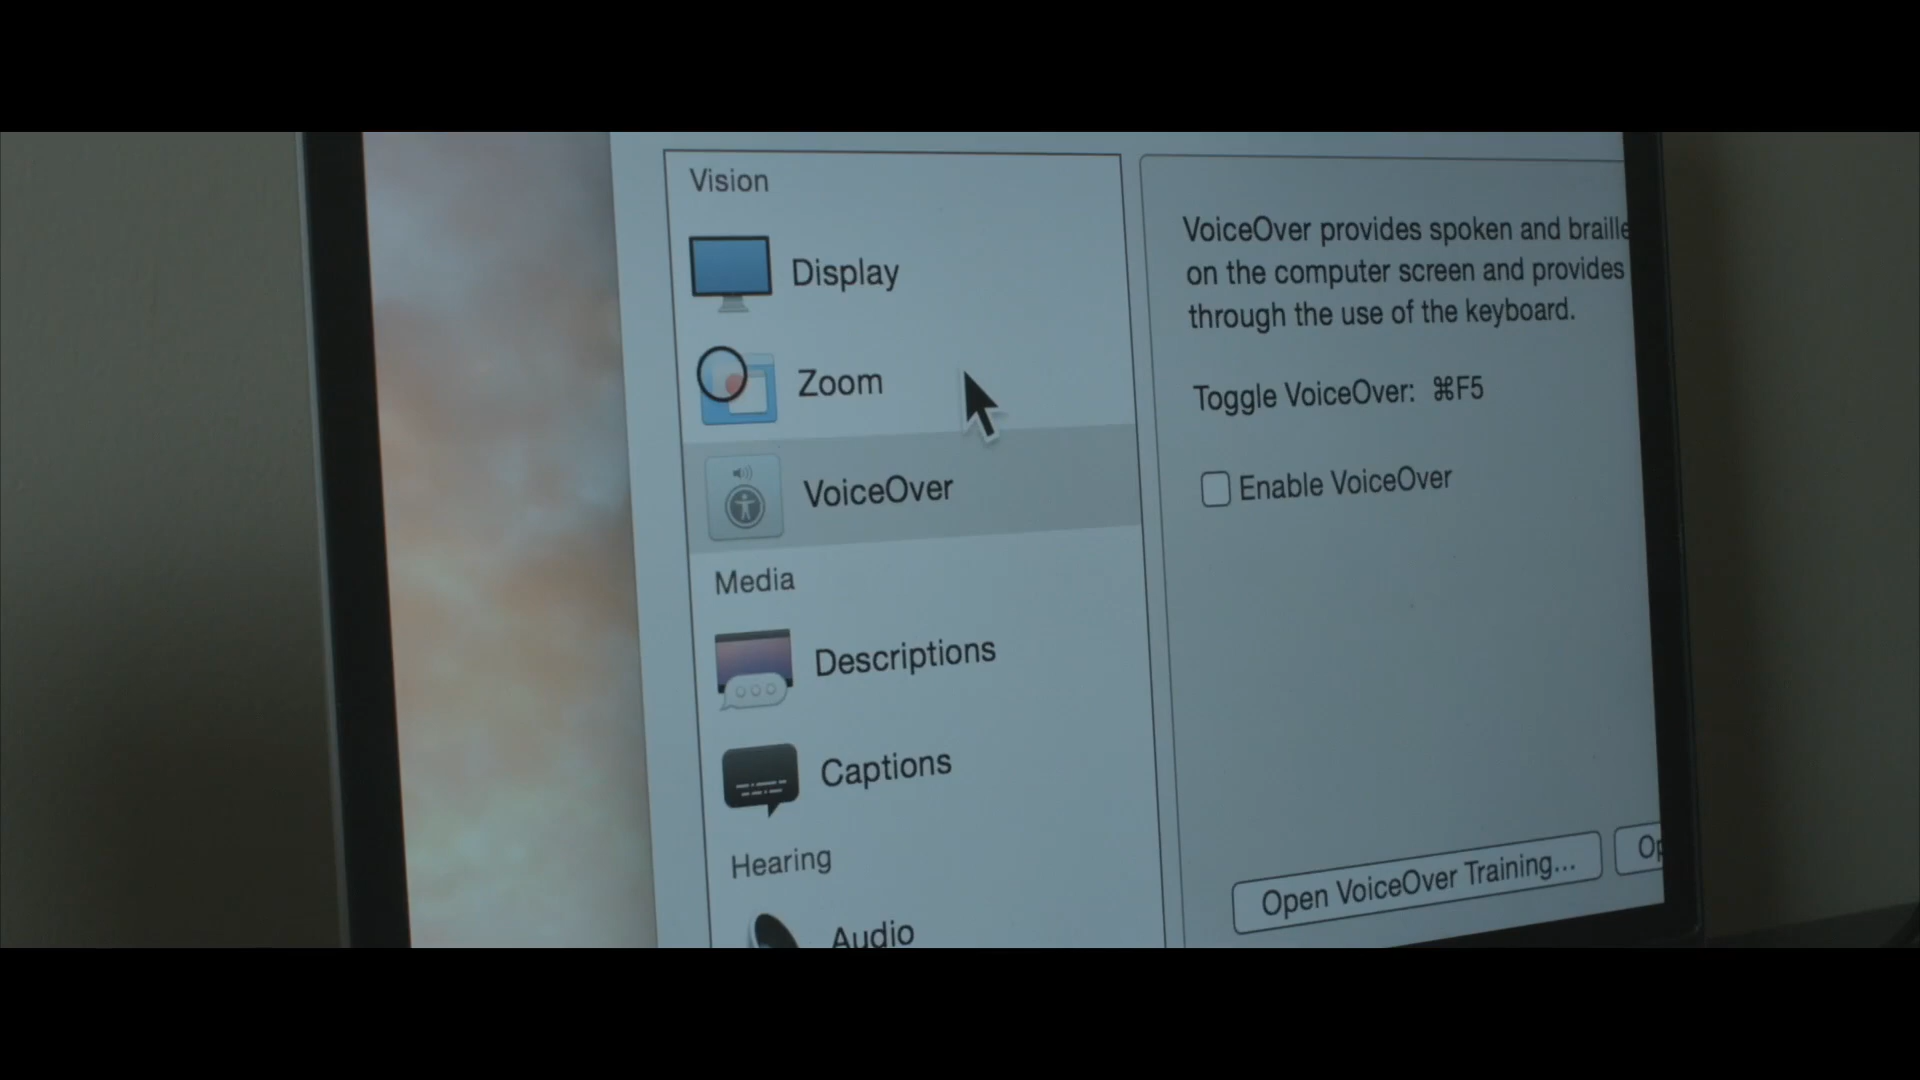 Vision
Display
Zoom
VoiceOver
Media
Descriptions
Captions
Hearing
Audio
VoiceOver provides spoken and braille
on the computer screen and provides
through the use of the keyboard.
Toggle VoiceOver: ⌘F5
Enable VoiceOver
Open VoiceOver Training...